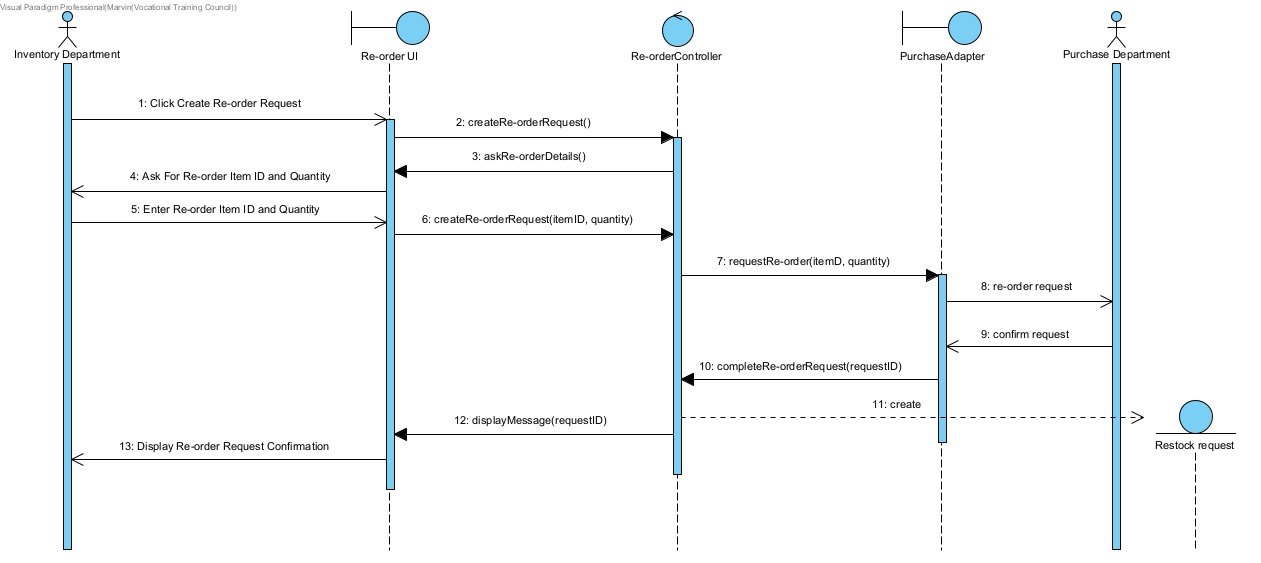 Visual Paradigm Professional(Marvin(Vocational Training Council))
Inventory Department
Re-order UI
Re-orderController
PurchaseAdapter
Purchase Department
1: Click Create Re-order Request
2: createRe-orderRequest()
3: askRe-orderDetails()
4: Ask For Re-order Item ID and Quantity
5: Enter Re-order Item ID and Quantity
6: createRe-orderRequest(itemID, quantity)
7: requestRe-order(itemD, quantity)
8: re-order request
9: confirm request
10: completeRe-orderRequest(requestID)
11: create
12: displayMessage(requestID)
13: Display Re-order Request Confirmation
Restock request